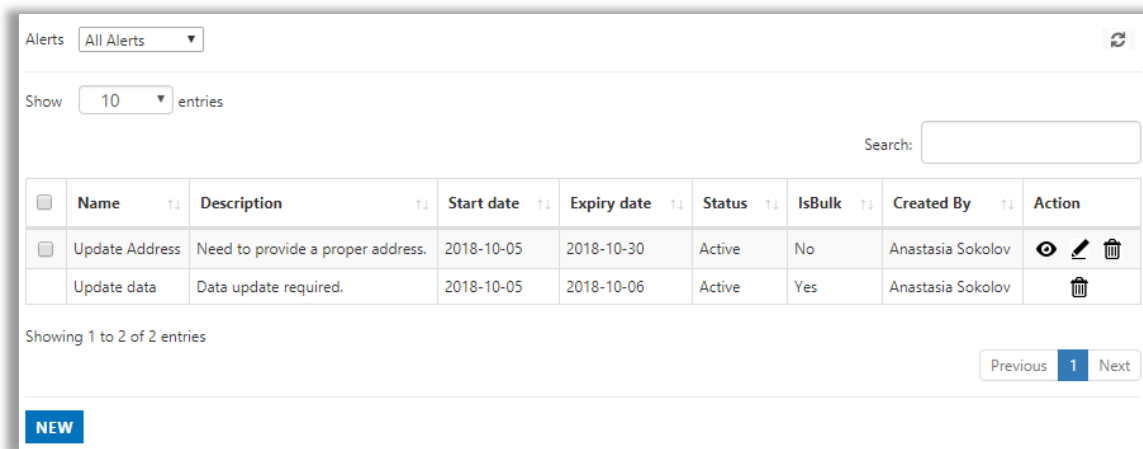 Alerts All Alerts
Show 10 entries
Search:
Name Description Start date Expiry date Status IsBulk Created By Action
Update Address Need to provide a proper address. 2018-10-05 2018-10-30 Active No Anastasia Sokolov
Update data Data update required. 2018-10-05 2018-10-06 Active Yes Anastasia Sokolov
Showing 1 to 2 of 2 entries
Previous 1 Next
NEW